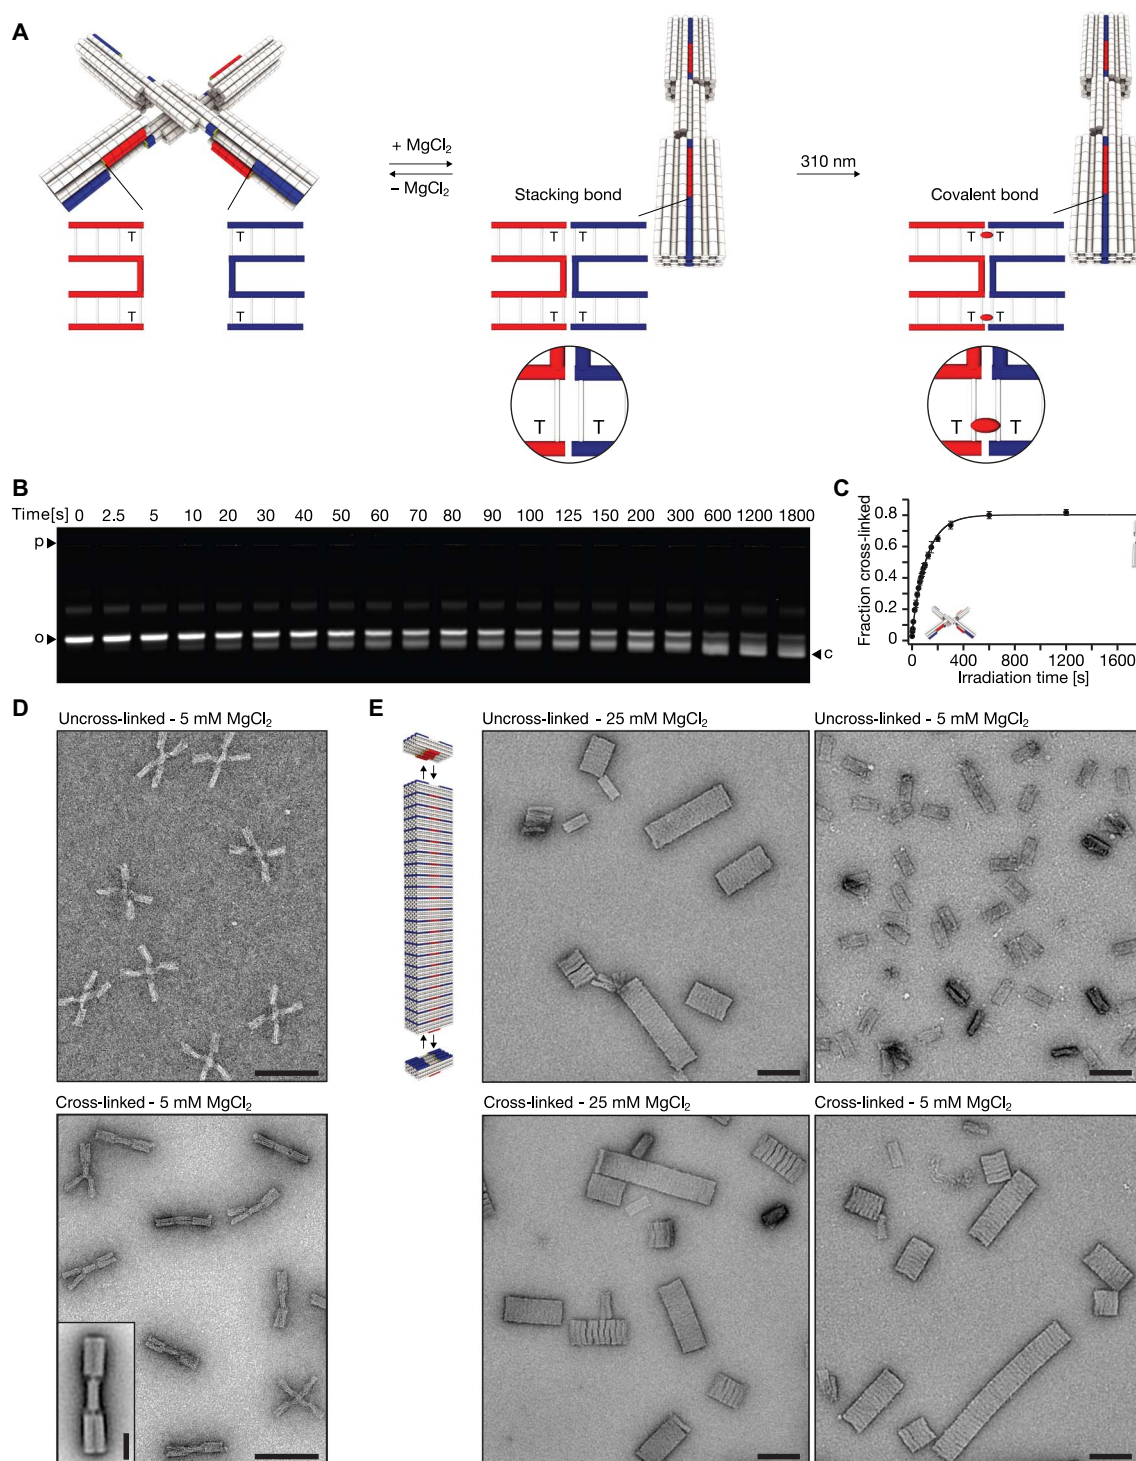 A
+ MgCl₂
− MgCl₂
310 nm
Stacking bond
Covalent bond
T T T T T T T T
T T T T
T T T T
B
Time[s] 0 2.5 5 10 20 30 40 50 60 70 80 90 100 125 150 200 300 600 1200 1800
p
o
c
C
Fraction cross-linked
0.8
0.6
0.4
0.2
0
0 400 800 1200 1600
Irradiation time [s]
D
Uncross-linked - 5 mM MgCl₂
Cross-linked - 5 mM MgCl₂
E
Uncross-linked - 25 mM MgCl₂
Uncross-linked - 5 mM MgCl₂
Cross-linked - 25 mM MgCl₂
Cross-linked - 5 mM MgCl₂